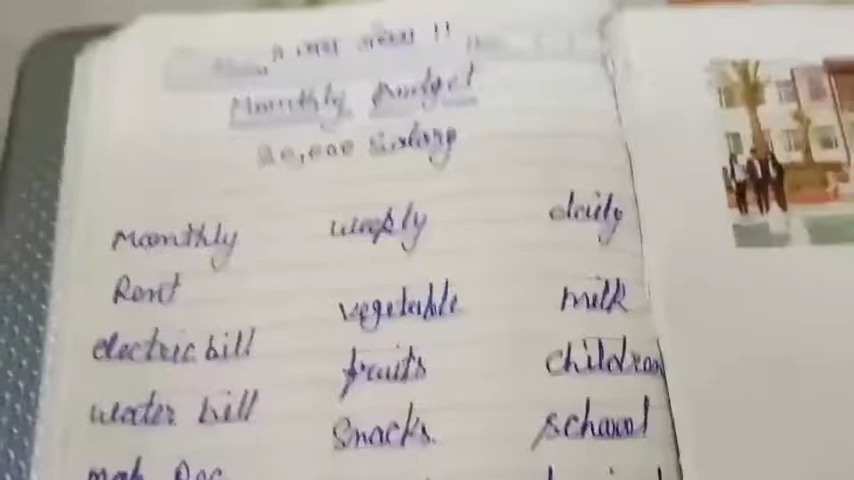 Monthly Budget
20,000 Salary
Monthly weekly daily
Rent vegetable milk
electric bill fruits children
water bill snacks school